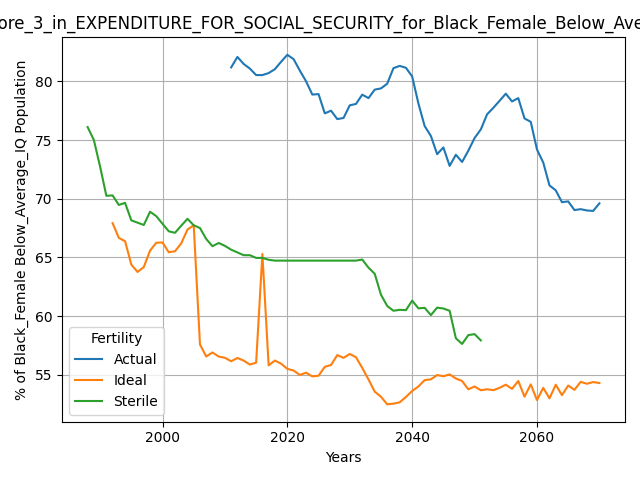 ore_3_in_EXPENDITURE_FOR_SOCIAL_SECURITY_for_Black_Female_Below_Ave
% of Black_Female Below_Average_IQ Population
80
75
70
65
60
55
Fertility
Actual
Ideal
Sterile
2000
2020
2040
2060
Years